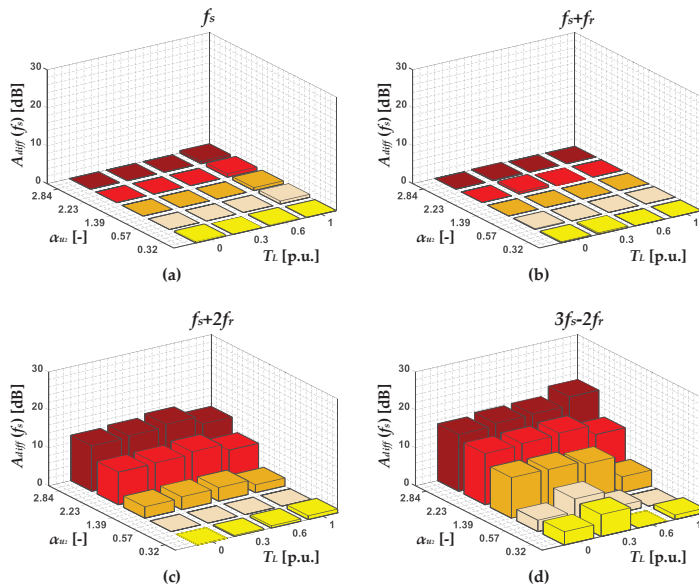 fs
30
20
10
0
Adiff (fs) [dB]
2.84
2.23
1.39
0.57
0.32
αu2 [-]
0
0.3
0.6
1
TL [p.u.]
(a)
fs+fr
30
20
10
0
Adiff (fs) [dB]
2.84
2.23
1.39
0.57
0.32
αu2 [-]
0
0.3
0.6
1
TL [p.u.]
(b)
fs+2fr
30
20
10
0
Adiff (fs) [dB]
2.84
2.23
1.39
0.57
0.32
αu2 [-]
0
0.3
0.6
1
TL [p.u.]
(c)
3fs-2fr
30
20
10
0
Adiff (fs) [dB]
2.84
2.23
1.39
0.57
0.32
αu2 [-]
0
0.3
0.6
1
TL [p.u.]
(d)